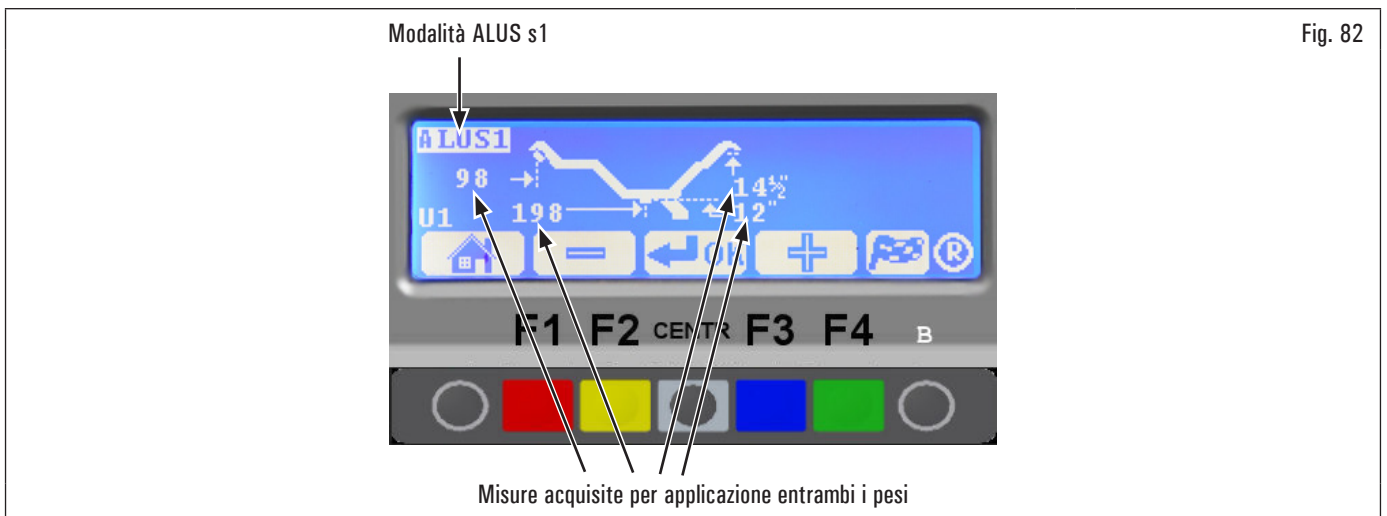 Modalità ALUS s1
Fig. 82
ALUS1
98
14½"
U1
198
12"
OK
®
F1 F2 CENTR F3 F4 B
Misure acquisite per applicazione entrambi i pesi